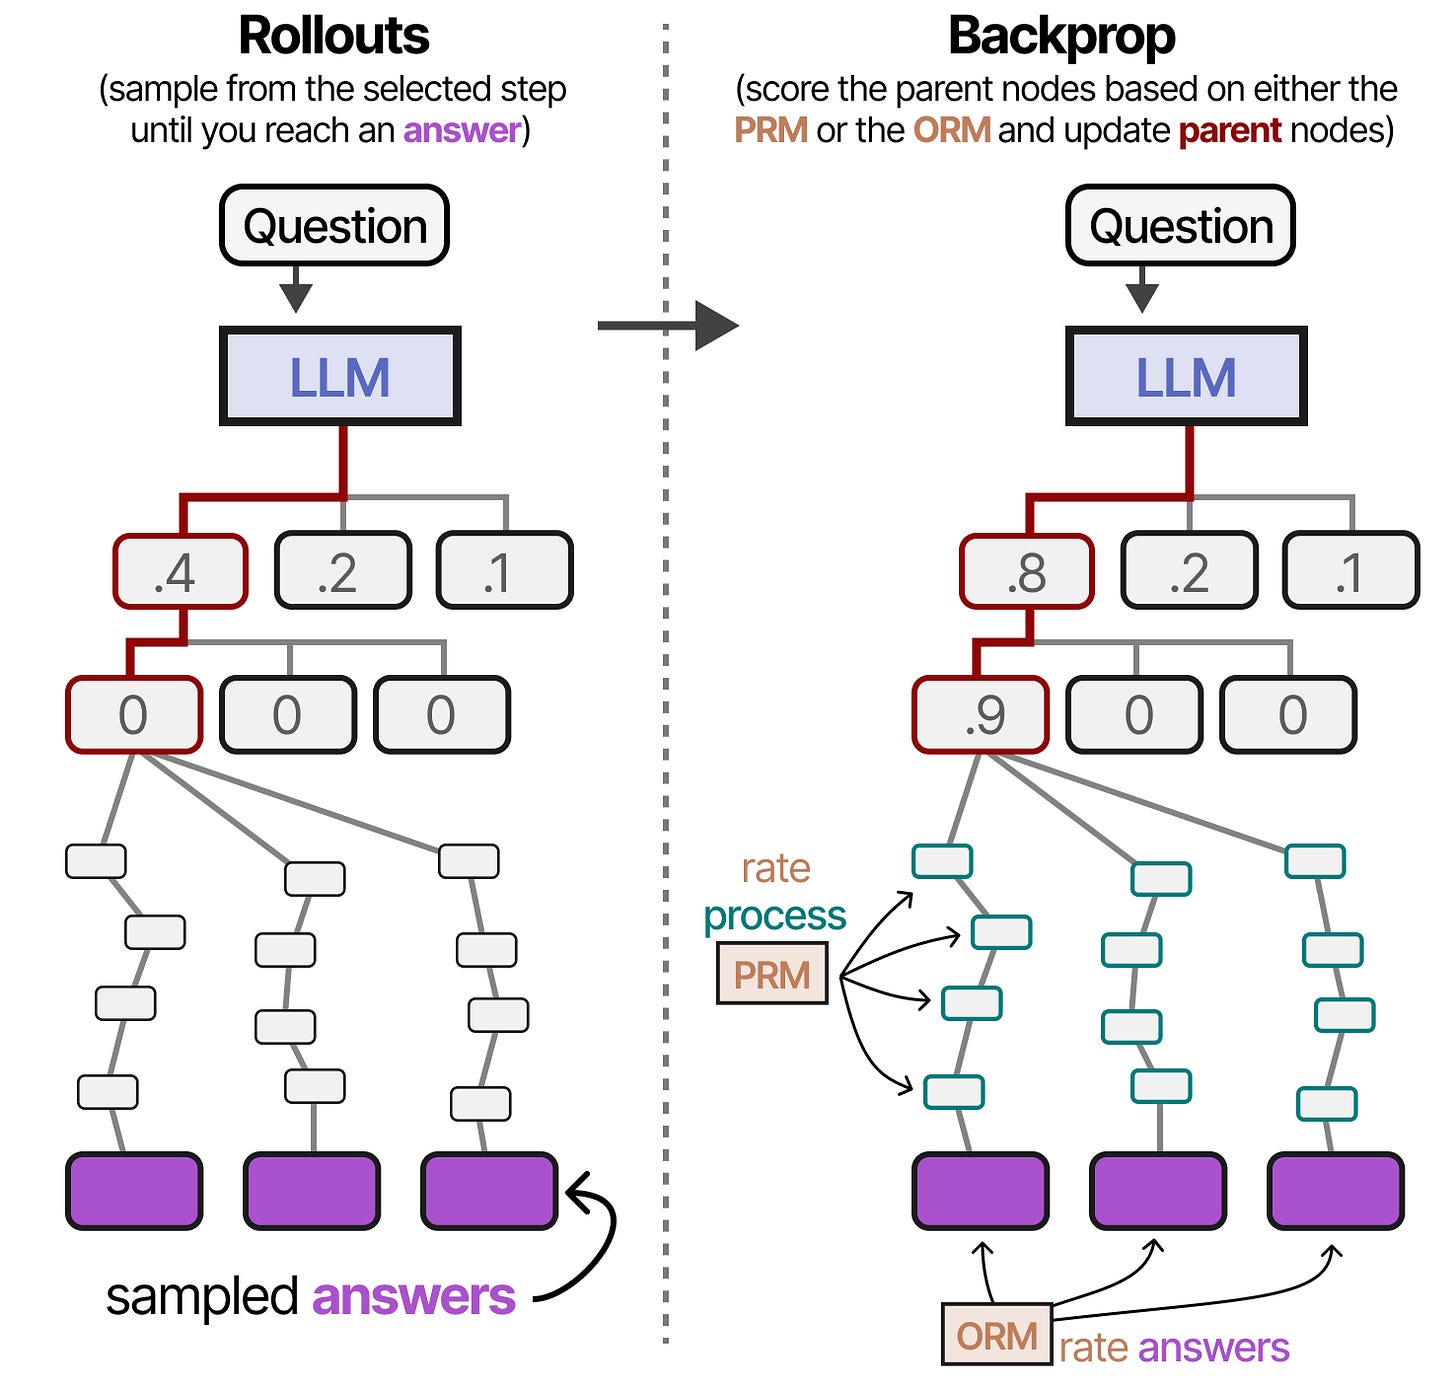 Rollouts
(sample from the selected step
until you reach an answer)
Question
LLM
.4
.2
.1
0
0
0
sampled answers
Backprop
(score the parent nodes based on either the
PRM or the ORM and update parent nodes)
Question
LLM
.8
.2
.1
.9
0
0
rate
process
PRM
ORM
rate answers